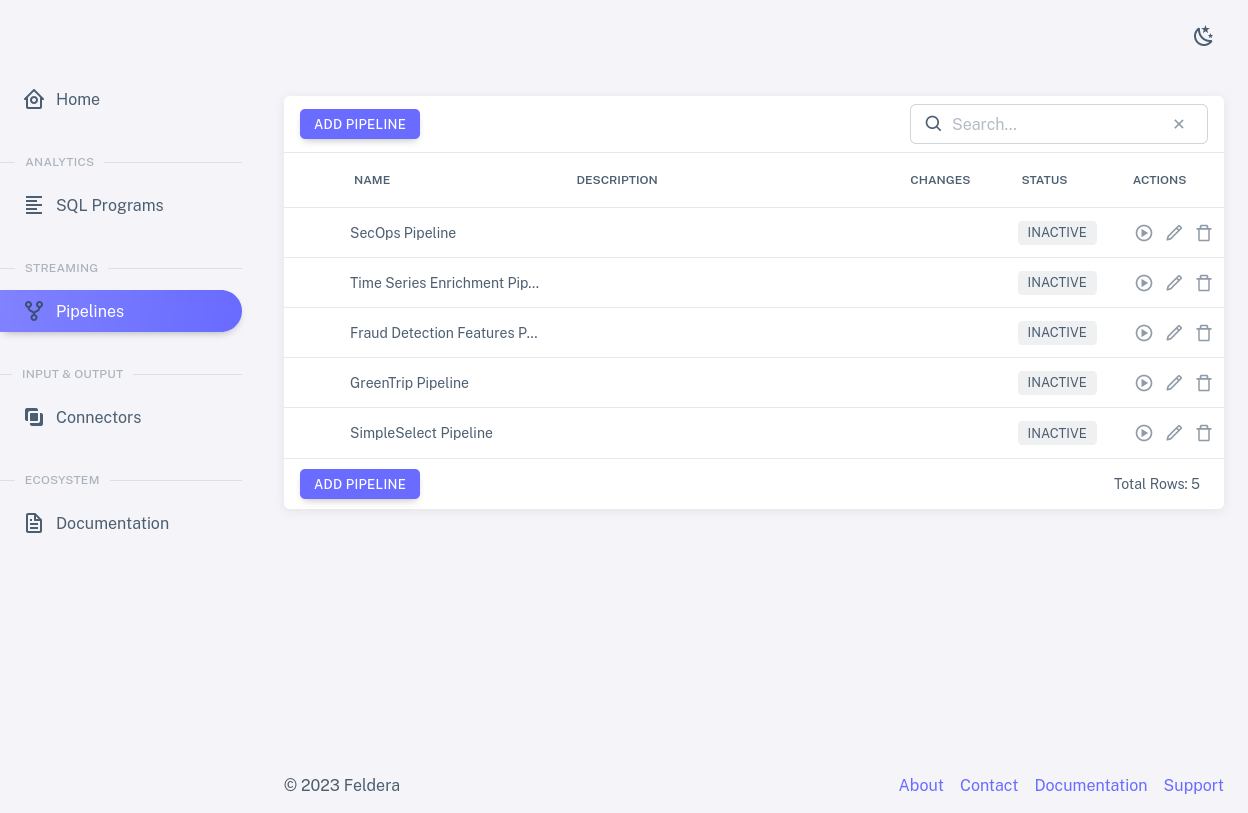 Home
ANALYTICS
SQL Programs
STREAMING
Pipelines
INPUT & OUTPUT
Connectors
ECOSYSTEM
Documentation
ADD PIPELINE
Search...
NAME DESCRIPTION CHANGES STATUS ACTIONS
SecOps Pipeline INACTIVE
Time Series Enrichment Pip... INACTIVE
Fraud Detection Features P... INACTIVE
GreenTrip Pipeline INACTIVE
SimpleSelect Pipeline INACTIVE
ADD PIPELINE Total Rows: 5
© 2023 Feldera About Contact Documentation Support